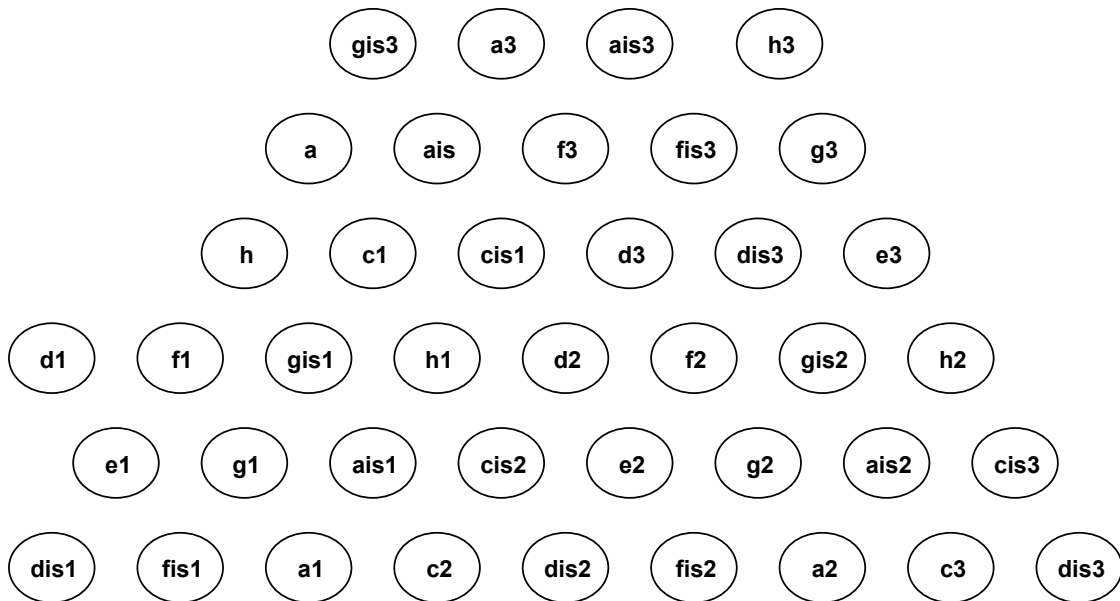 gis3 a3 ais3 h3
a ais f3 fis3 g3
h c1 cis1 d3 dis3 e3
d1 f1 gis1 h1 d2 f2 gis2 h2
e1 g1 ais1 cis2 e2 g2 ais2 cis3
dis1 fis1 a1 c2 dis2 fis2 a2 c3 dis3